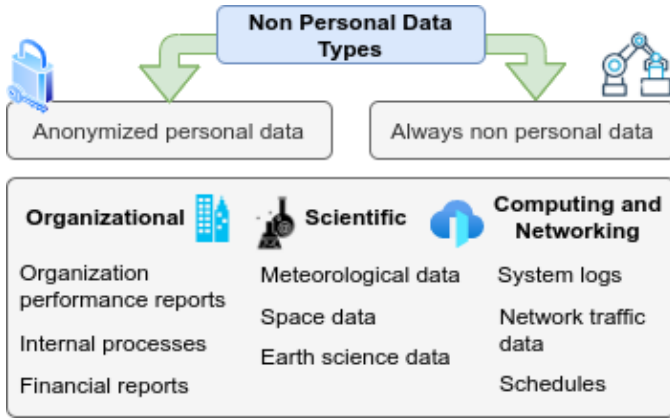 Non Personal Data
Types
Anonymized personal data
Always non personal data
Organizational
Scientific
Computing and
Networking
Organization
performance reports
Internal processes
Financial reports
Meteorological data
Space data
Earth science data
System logs
Network traffic
data
Schedules